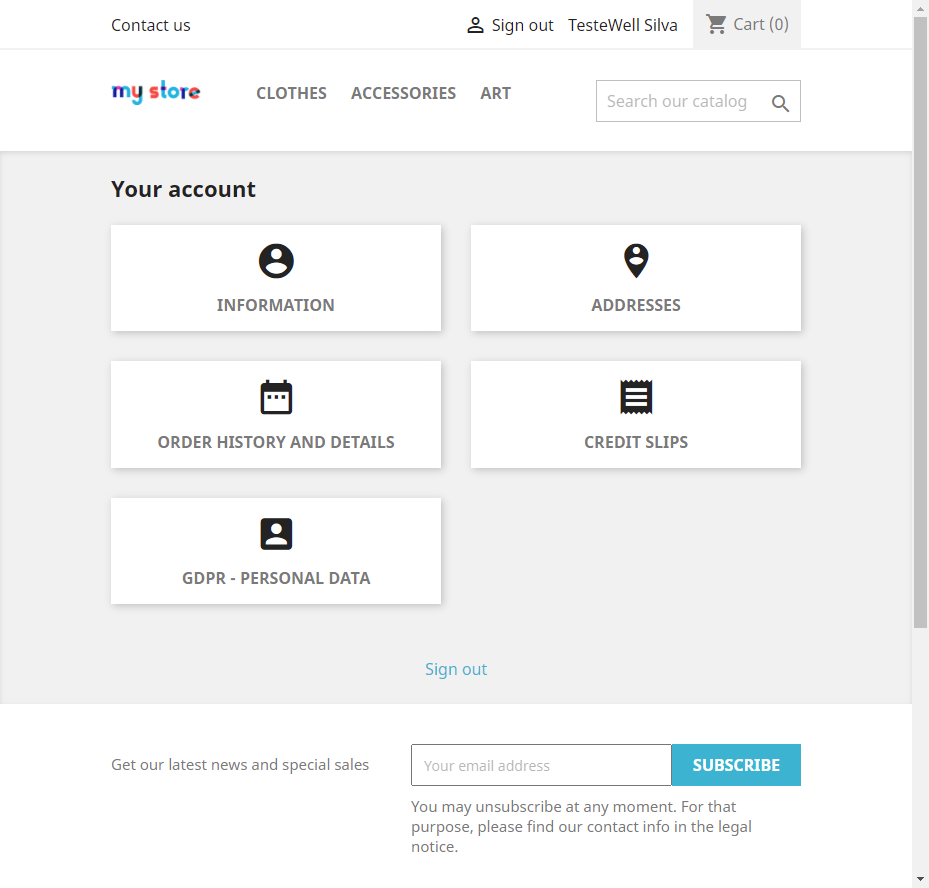 Contact us
Sign out TesteWell Silva Cart (0)
my store
CLOTHES ACCESSORIES ART
Search our catalog
Your account
INFORMATION
ADDRESSES
ORDER HISTORY AND DETAILS
CREDIT SLIPS
GDPR - PERSONAL DATA
Sign out
Get our latest news and special sales
Your email address
SUBSCRIBE
You may unsubscribe at any moment. For that
purpose, please find our contact info in the legal
notice.